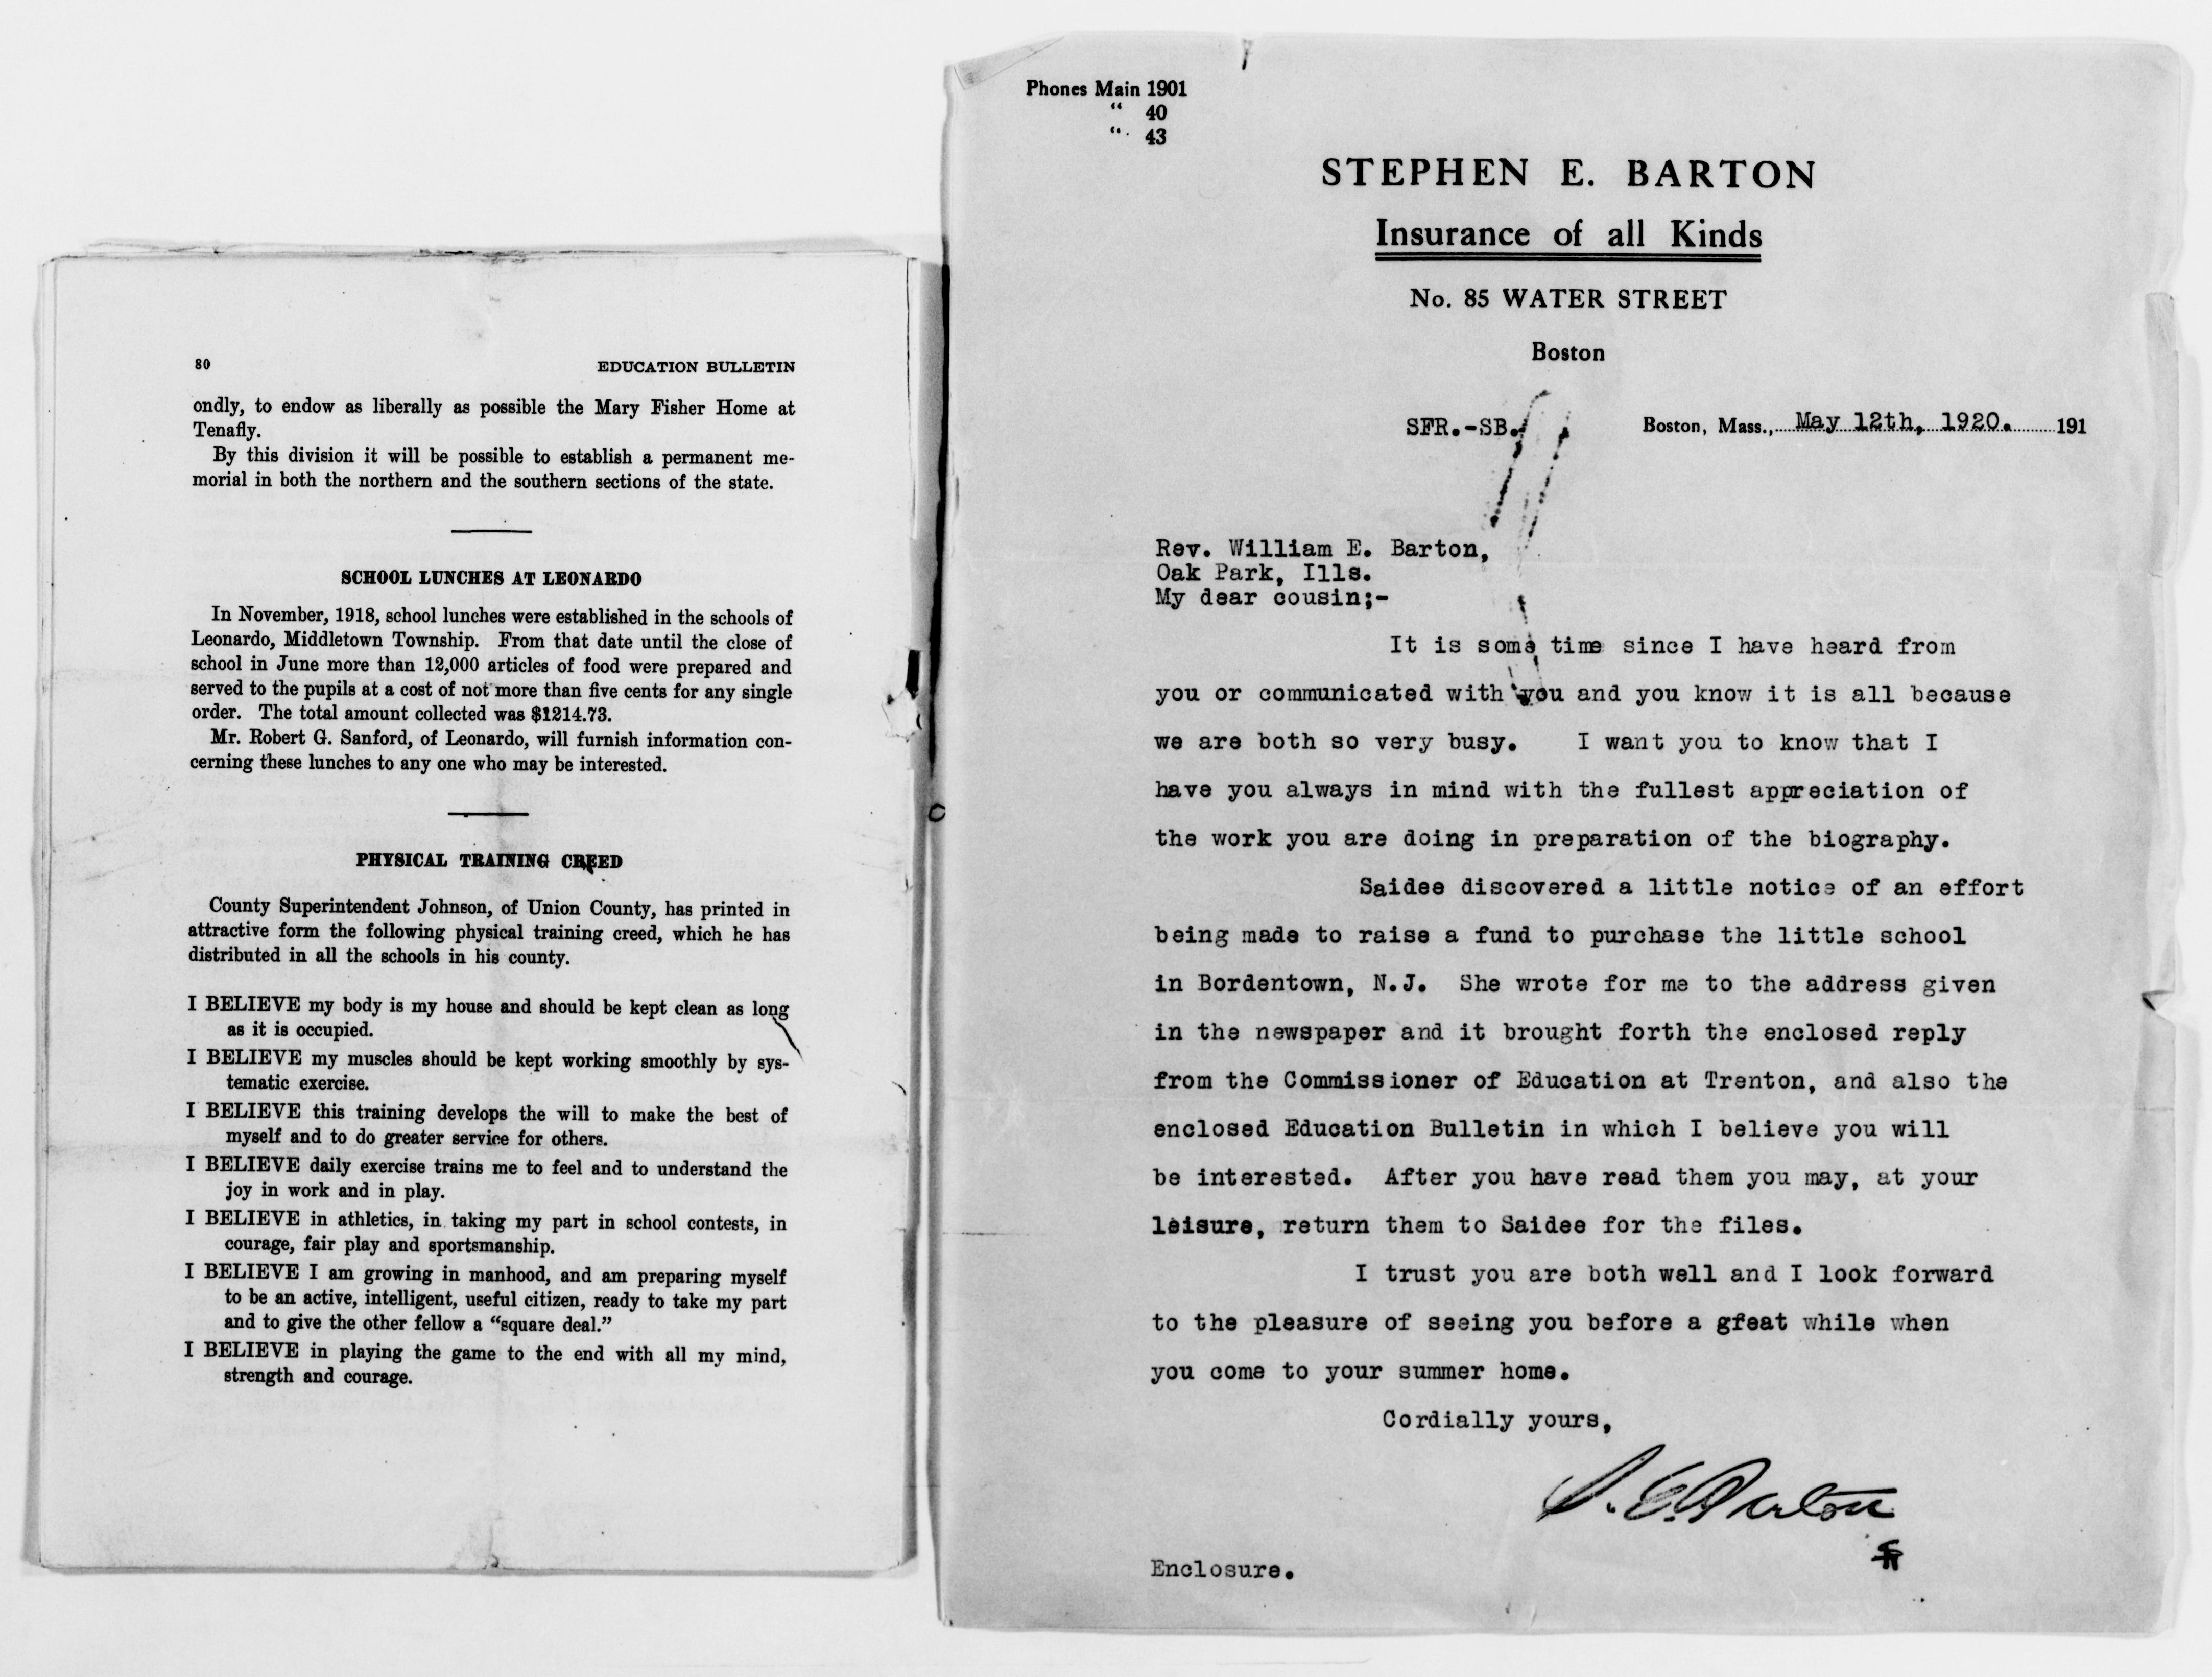 80 EDUCATION BULLETIN
ondly, to endow as liberally as possible the Mary Fisher Home at
Tenafly.
By this division it will be possible to establish a permanent me-
morial in both the northern and the southern sections of the state.
SCHOOL LUNCHES AT LEONARDO
In November, 1918, school lunches were established in the schools of
Leonardo, Middletown Township. From that date until the close of
school in June more than 12,000 articles of food were prepared and
served to the pupils at a cost of not more than five cents for any single
order. The total amount collected was $1214.73.
Mr. Robert G. Sanford, of Leonardo, will furnish information con-
cerning these lunches to any one who may be interested.
PHYSICAL TRAINING CREED
County Superintendent Johnson, of Union County, has printed in
attractive form the following physical training creed, which he has
distributed in all the schools in his county.
I BELIEVE my body is my house and should be kept clean as long
as it is occupied.
I BELIEVE my muscles should be kept working smoothly by sys-
tematic exercise.
I BELIEVE this training develops the will to make the best of
myself and to do greater service for others.
I BELIEVE daily exercise trains me to feel and to understand the
joy in work and in play.
I BELIEVE in athletics, in taking my part in school contests, in
courage, fair play and sportsmanship.
I BELIEVE I am growing in manhood, and am preparing myself
to be an active, intelligent, useful citizen, ready to take my part
and to give the other fellow a “square deal.”
I BELIEVE in playing the game to the end with all my mind,
strength and courage.
Phones Main 1901
“ 40
“ 43
STEPHEN E. BARTON
Insurance of all Kinds
No. 85 WATER STREET
Boston
SFR.-SB. Boston, Mass., May 12th, 1920. 191
Rev. William E. Barton,
Oak Park, Ills.
My dear cousin;-
It is some time since I have heard from
you or communicated with you and you know it is all because
we are both so very busy. I want you to know that I
have you always in mind with the fullest appreciation of
the work you are doing in preparation of the biography.
Saidee discovered a little notice of an effort
being made to raise a fund to purchase the little school
in Bordentown, N.J. She wrote for me to the address given
in the newspaper and it brought forth the enclosed reply
from the Commissioner of Education at Trenton, and also the
enclosed Education Bulletin in which I believe you will
be interested. After you have read them you may, at your
leisure, return them to Saidee for the files.
I trust you are both well and I look forward
to the pleasure of seeing you before a gfeat while when
you come to your summer home.
Cordially yours,
S. E. Barton
Enclosure.